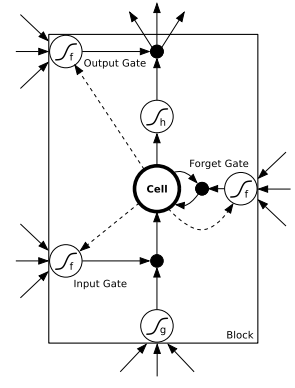 f
Output Gate
h
Forget Gate
Cell
f
f
Input Gate
g
Block